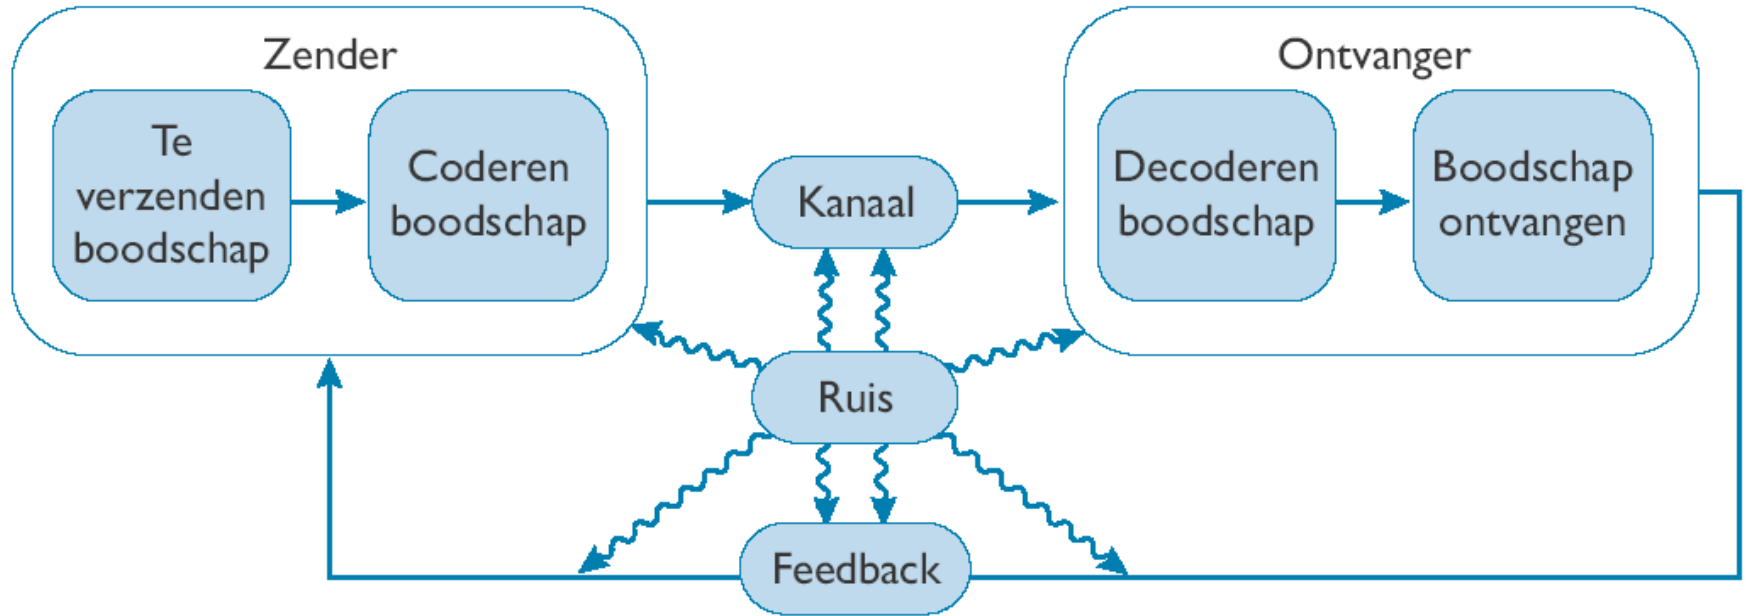 Zender
Te
verzenden
boodschap
Coderen
boodschap
Kanaal
Ontvanger
Decoderen
boodschap
Boodschap
ontvangen
Ruis
Feedback